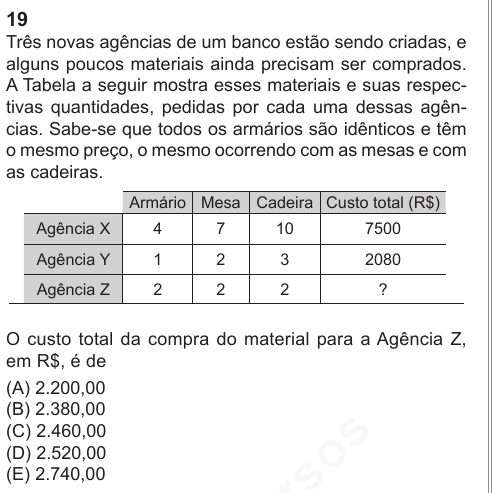 19
Três novas agências de um banco estão sendo criadas, e
alguns poucos materiais ainda precisam ser comprados.
A Tabela a seguir mostra esses materiais e suas respec-
tivas quantidades, pedidas por cada uma dessas agên-
cias. Sabe-se que todos os armários são idênticos e têm
o mesmo preço, o mesmo ocorrendo com as mesas e com
as cadeiras.
Armário Mesa Cadeira Custo total (R$)
Agência X 4 7 10 7500
Agência Y 1 2 3 2080
Agência Z 2 2 2 ?
O custo total da compra do material para a Agência Z,
em R$, é de
(A) 2.200,00
(B) 2.380,00
(C) 2.460,00
(D) 2.520,00
(E) 2.740,00